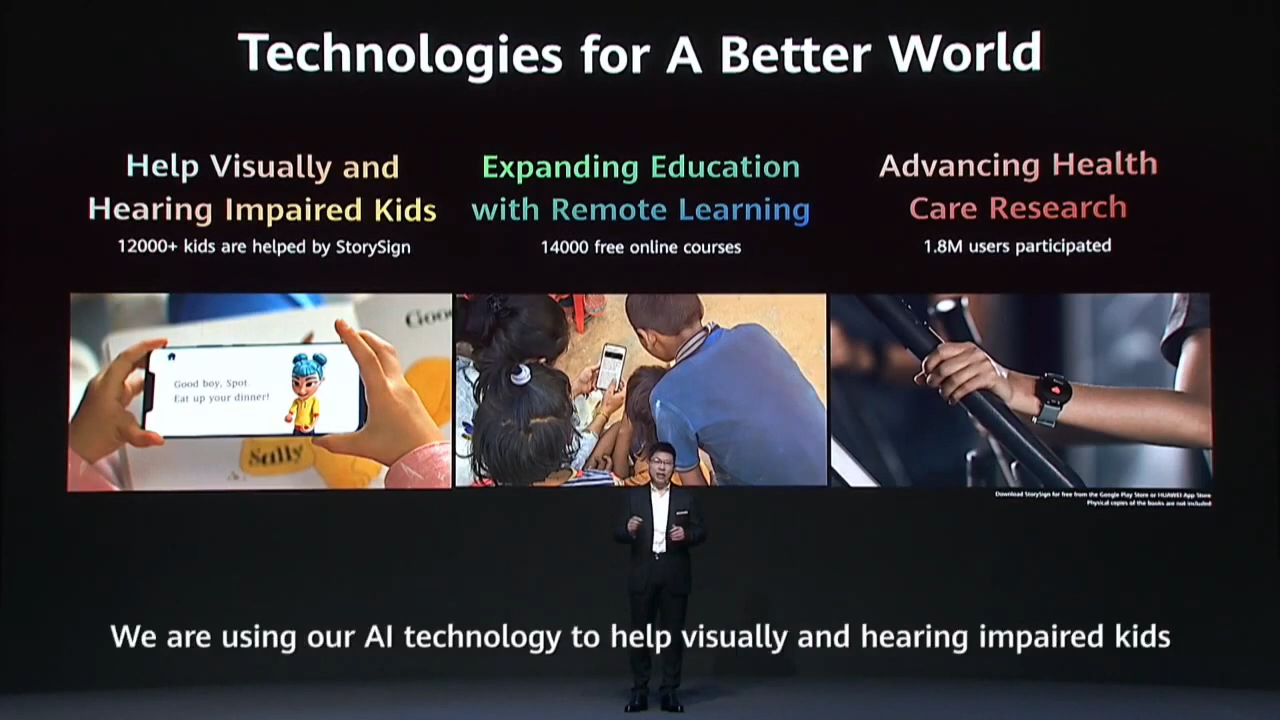 Technologies for A Better World
Help Visually and
Hearing Impaired Kids
12000+ kids are helped by StorySign
Expanding Education
with Remote Learning
14000 free online courses
Advancing Health
Care Research
1.8M users participated
Good boy, Spot.
Eat up your dinner!
Goo
Sally
Download StorySign for free from the Google Play Store or HUAWEI App Store
Physical copies of the books are not included
We are using our AI technology to help visually and hearing impaired kids